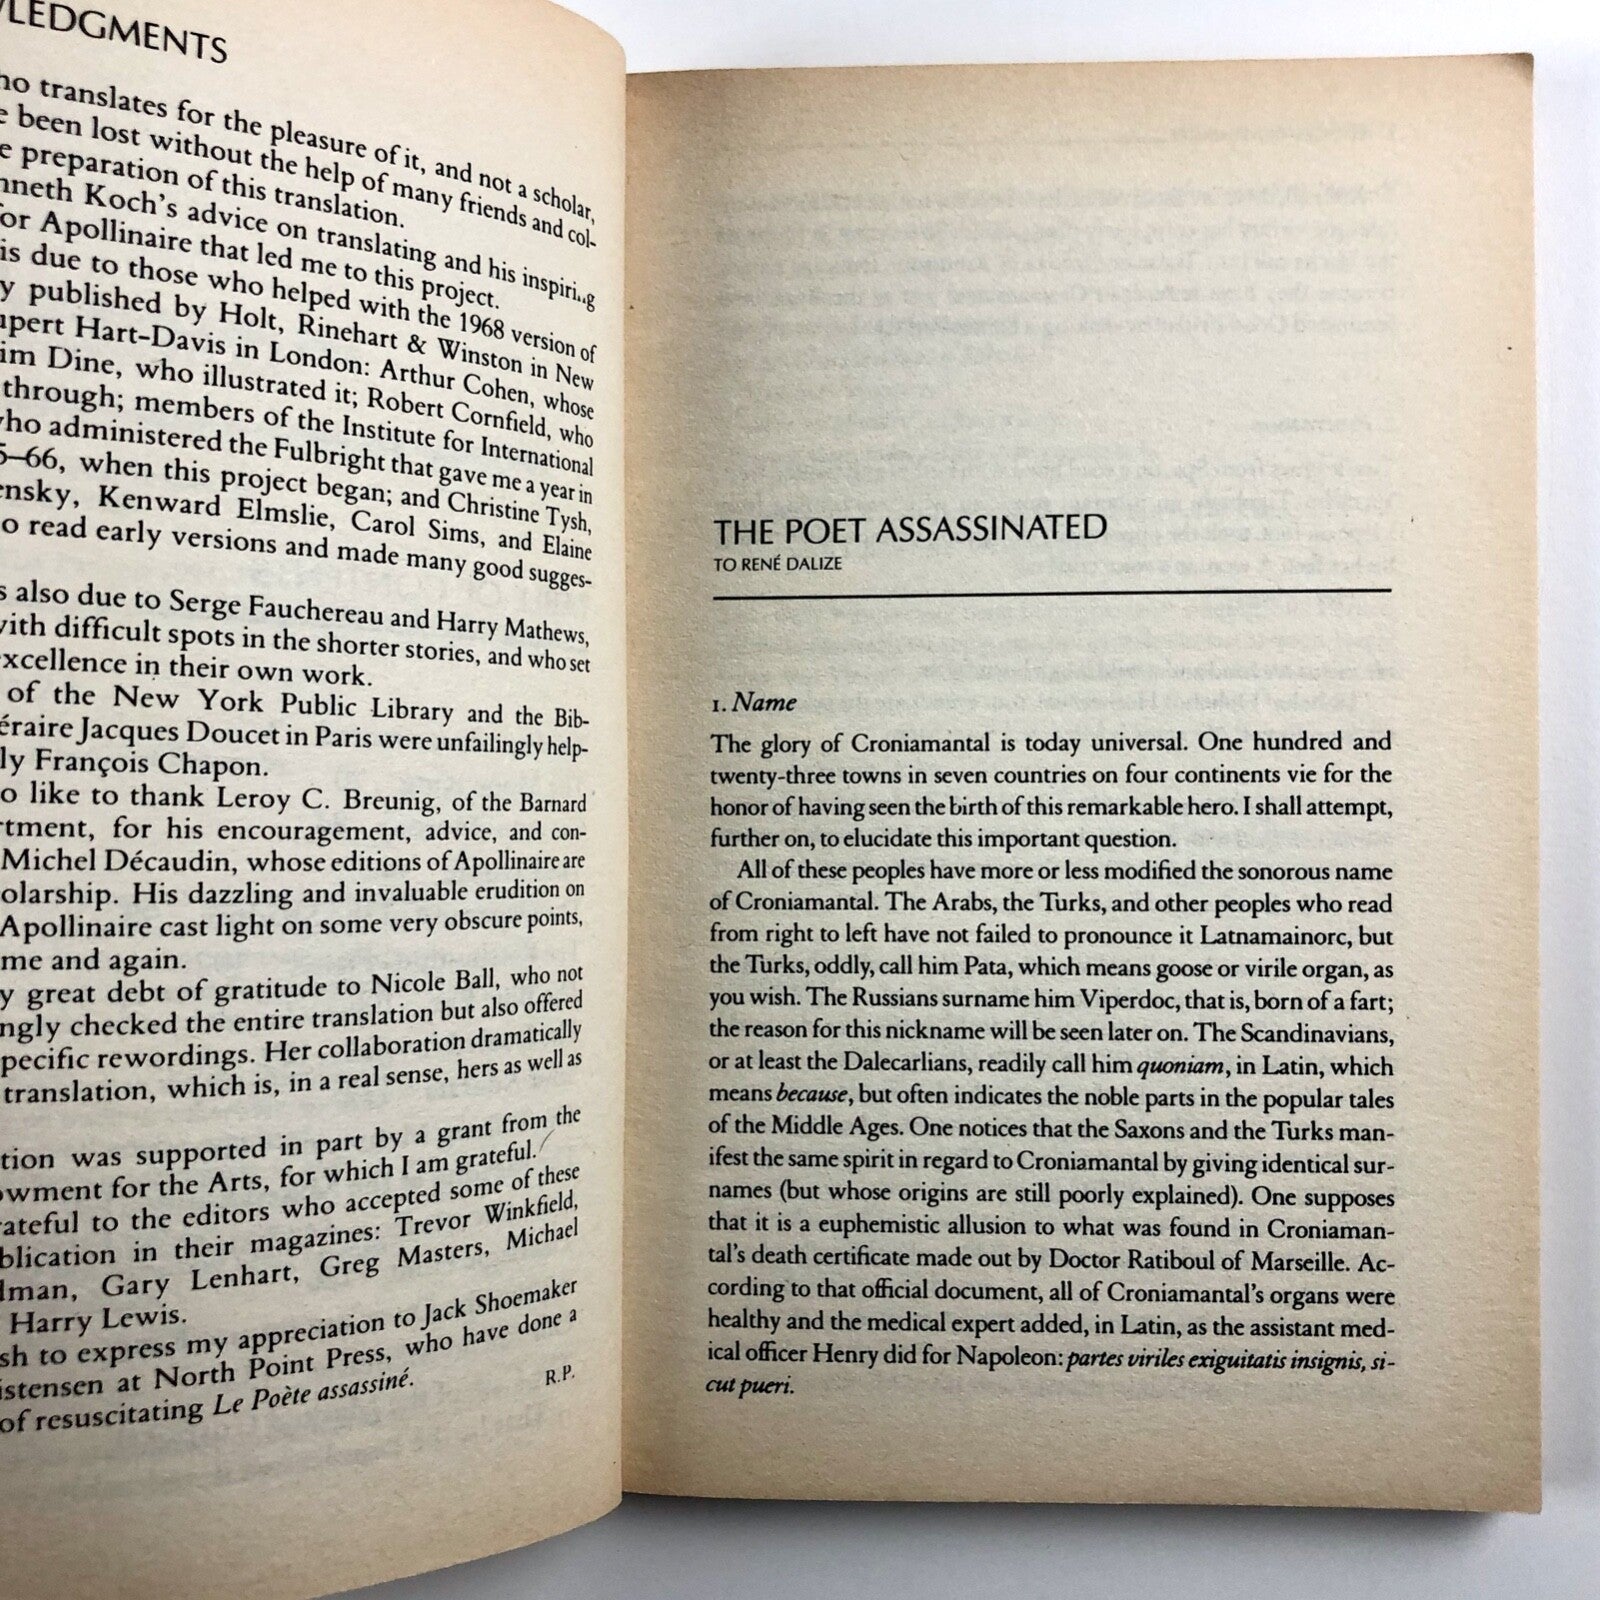 LEDGMENTS
ho translates for the pleasure of it, and not a scholar,
e been lost without the help of many friends and col-
e preparation of this translation.
nneth Koch's advice on translating and his inspiring
for Apollinaire that led me to this project.
is due to those who helped with the 1968 version of
y published by Holt, Rinehart & Winston in New
upert Hart-Davis in London: Arthur Cohen, whose
im Dine, who illustrated it; Robert Cornfield, who
through; members of the Institute for International
who administered the Fulbright that gave me a year in
5–66, when this project began; and Christine Tysh,
ensky, Kenward Elmslie, Carol Sims, and Elaine
o read early versions and made many good sugges-
s also due to Serge Fauchereau and Harry Mathews,
with difficult spots in the shorter stories, and who set
xcellence in their own work.
of the New York Public Library and the Bib-
éraire Jacques Doucet in Paris were unfailingly help-
ly François Chapon.
o like to thank Leroy C. Breunig, of the Barnard
rtment, for his encouragement, advice, and con-
Michel Décaudin, whose editions of Apollinaire are
olarship. His dazzling and invaluable erudition on
Apollinaire cast light on some very obscure points,
me and again.
y great debt of gratitude to Nicole Ball, who not
ngly checked the entire translation but also offered
pecific rewordings. Her collaboration dramatically
translation, which is, in a real sense, hers as well as
tion was supported in part by a grant from the
owment for the Arts, for which I am grateful.
rateful to the editors who accepted some of these
blication in their magazines: Trevor Winkfield,
lman, Gary Lenhart, Greg Masters, Michael
Harry Lewis.
sh to express my appreciation to Jack Shoemaker
istensen at North Point Press, who have done a
of resuscitating Le Poète assassiné.
R.P.
THE POET ASSASSINATED
TO RENÉ DALIZE
1. Name
The glory of Croniamantal is today universal. One hundred and
twenty-three towns in seven countries on four continents vie for the
honor of having seen the birth of this remarkable hero. I shall attempt,
further on, to elucidate this important question.
All of these peoples have more or less modified the sonorous name
of Croniamantal. The Arabs, the Turks, and other peoples who read
from right to left have not failed to pronounce it Latnamainorc, but
the Turks, oddly, call him Pata, which means goose or virile organ, as
you wish. The Russians surname him Viperdoc, that is, born of a fart;
the reason for this nickname will be seen later on. The Scandinavians,
or at least the Dalecarlians, readily call him quoniam, in Latin, which
means because, but often indicates the noble parts in the popular tales
of the Middle Ages. One notices that the Saxons and the Turks man-
ifest the same spirit in regard to Croniamantal by giving identical sur-
names (but whose origins are still poorly explained). One supposes
that it is a euphemistic allusion to what was found in Croniaman-
tal's death certificate made out by Doctor Ratiboul of Marseille. Ac-
cording to that official document, all of Croniamantal's organs were
healthy and the medical expert added, in Latin, as the assistant med-
ical officer Henry did for Napoleon: partes viriles exiguitatis insignis, si-
cut pueri.